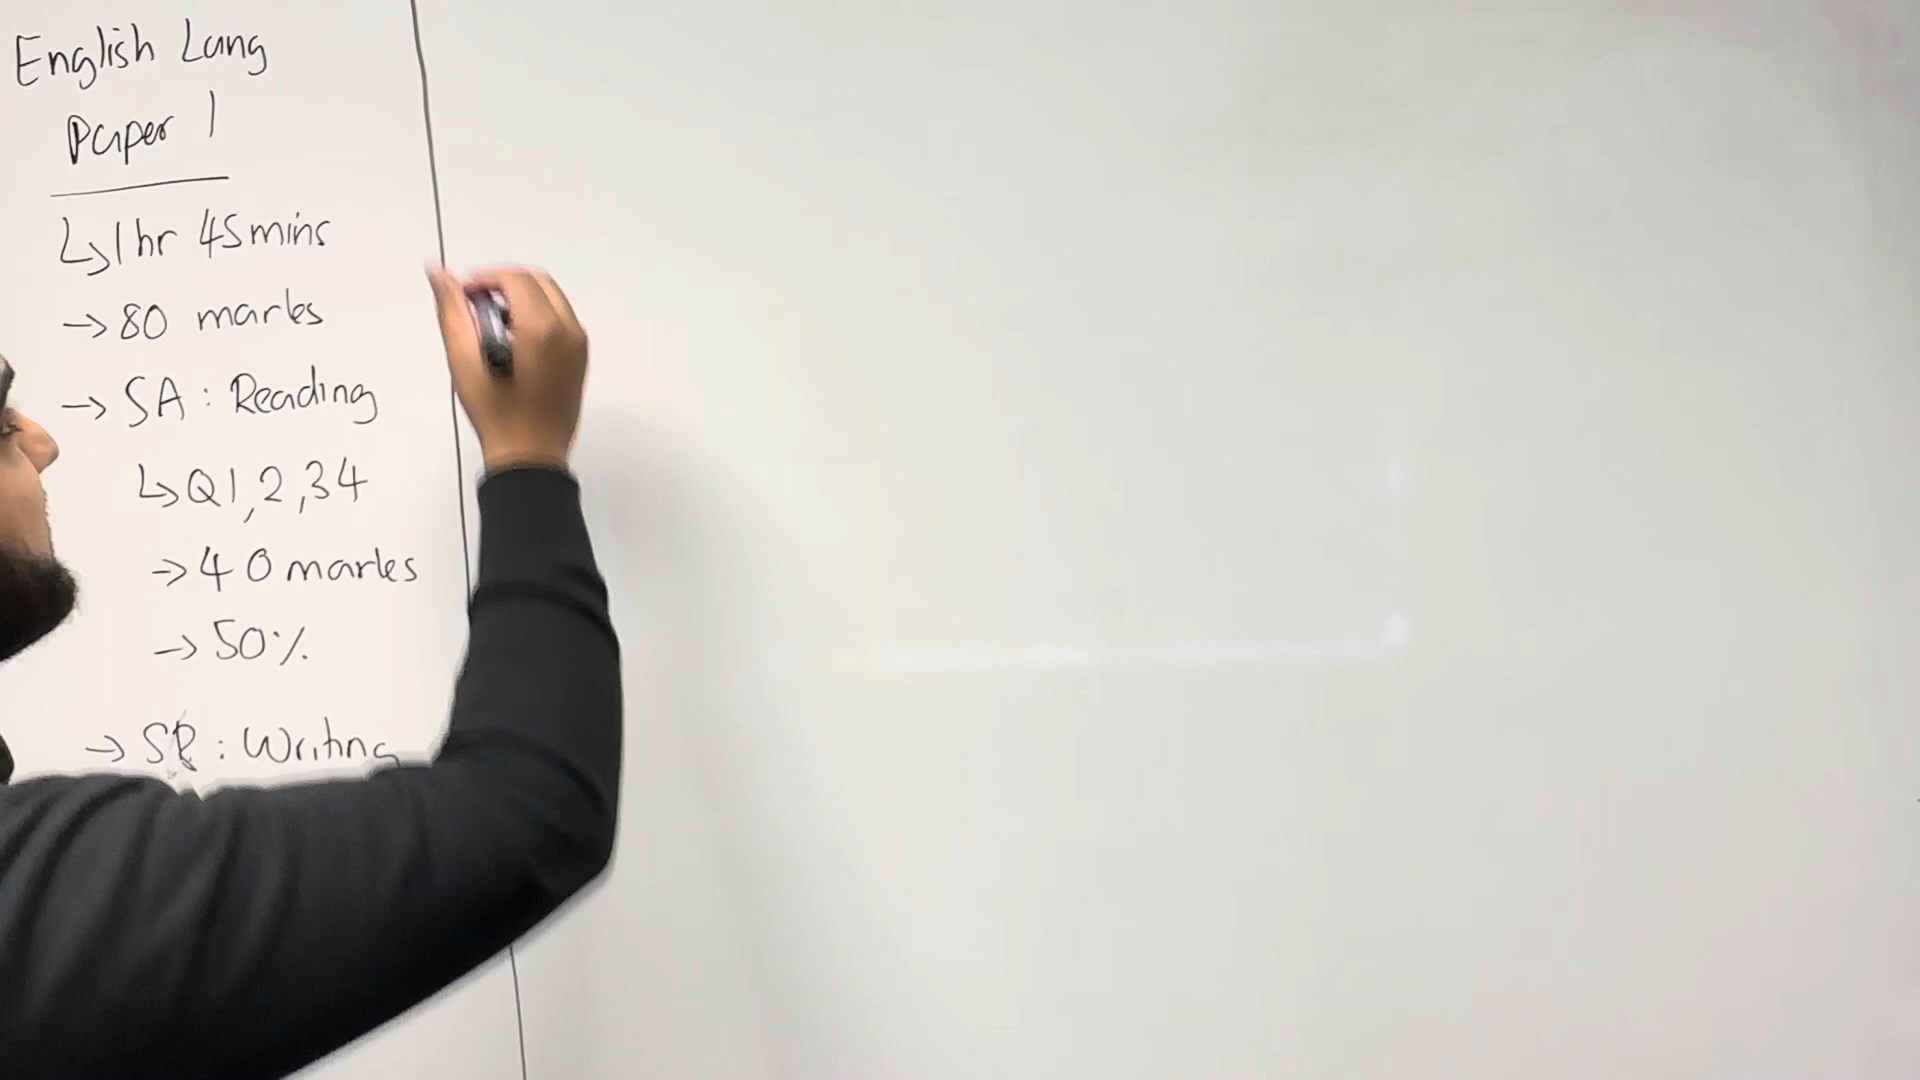 English Lang
Paper 1
↳ 1hr 45mins
→ 80 marks
→ SA : Reading
↳ Q1,2,34
→ 40 marks
→ 50%
→ SB : Writing